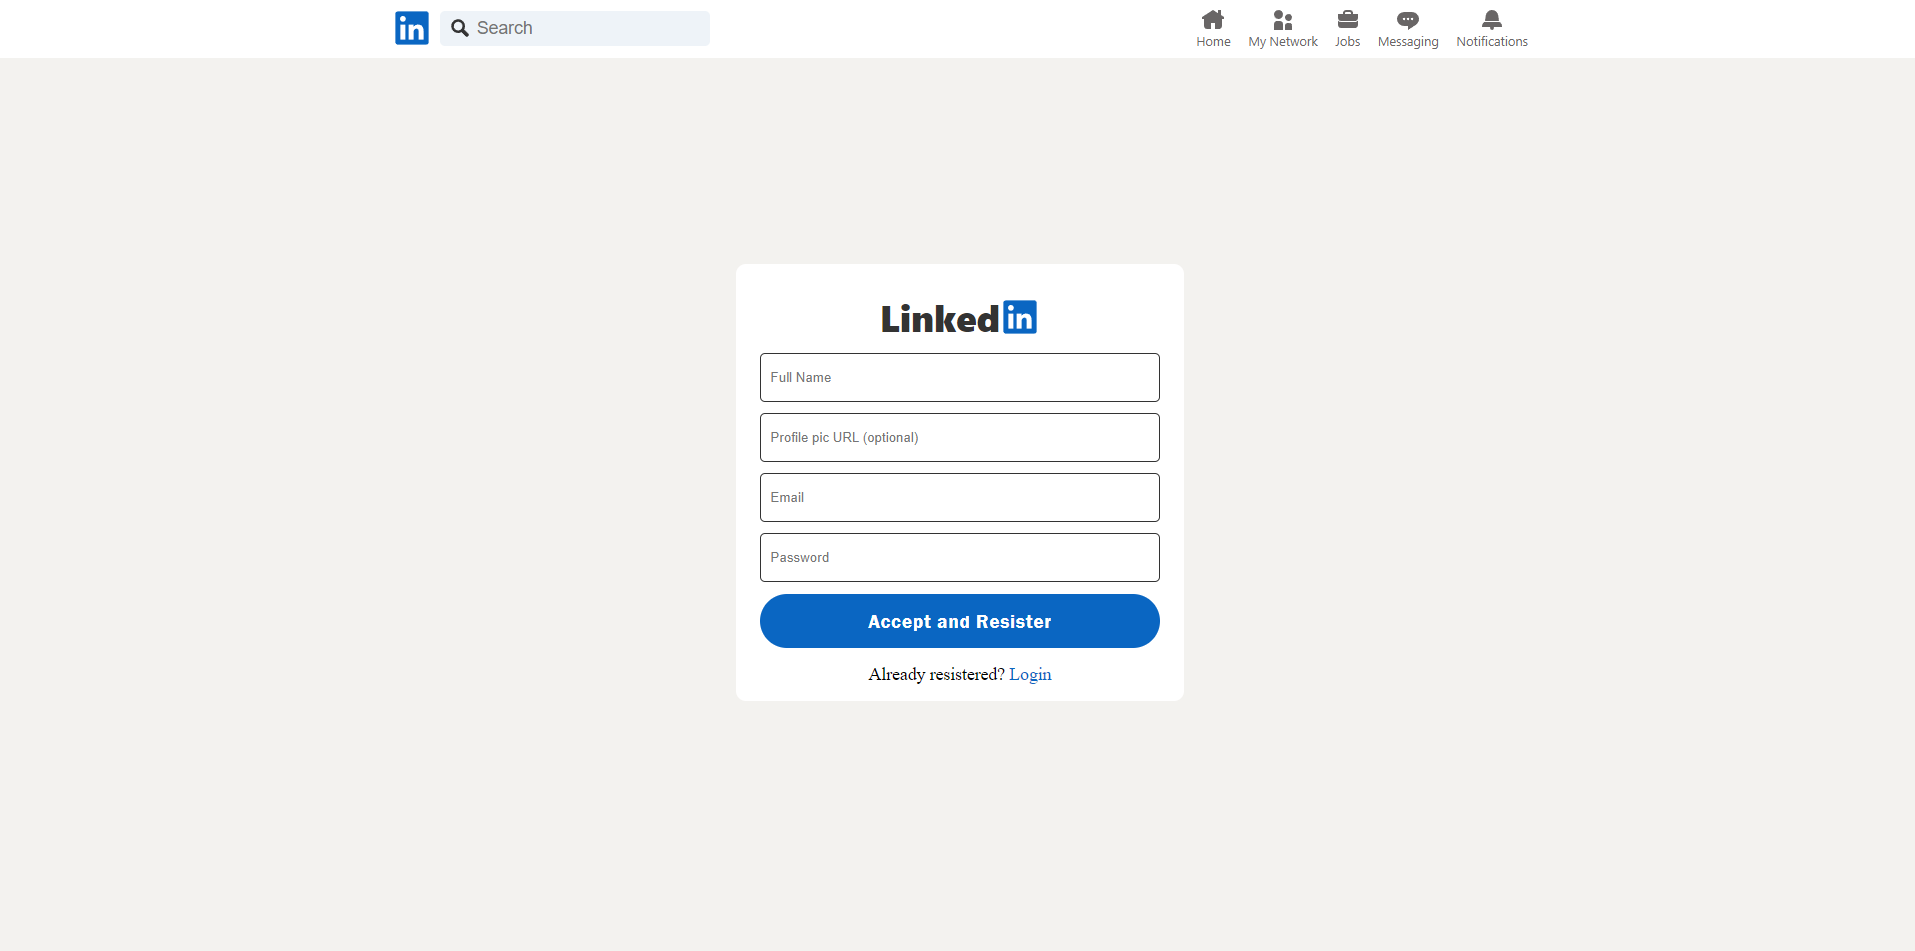 in Search Home My Network Jobs Messaging Notifications
Linkedin
Full Name
Profile pic URL (optional)
Email
Password
Accept and Resister
Already resistered? Login